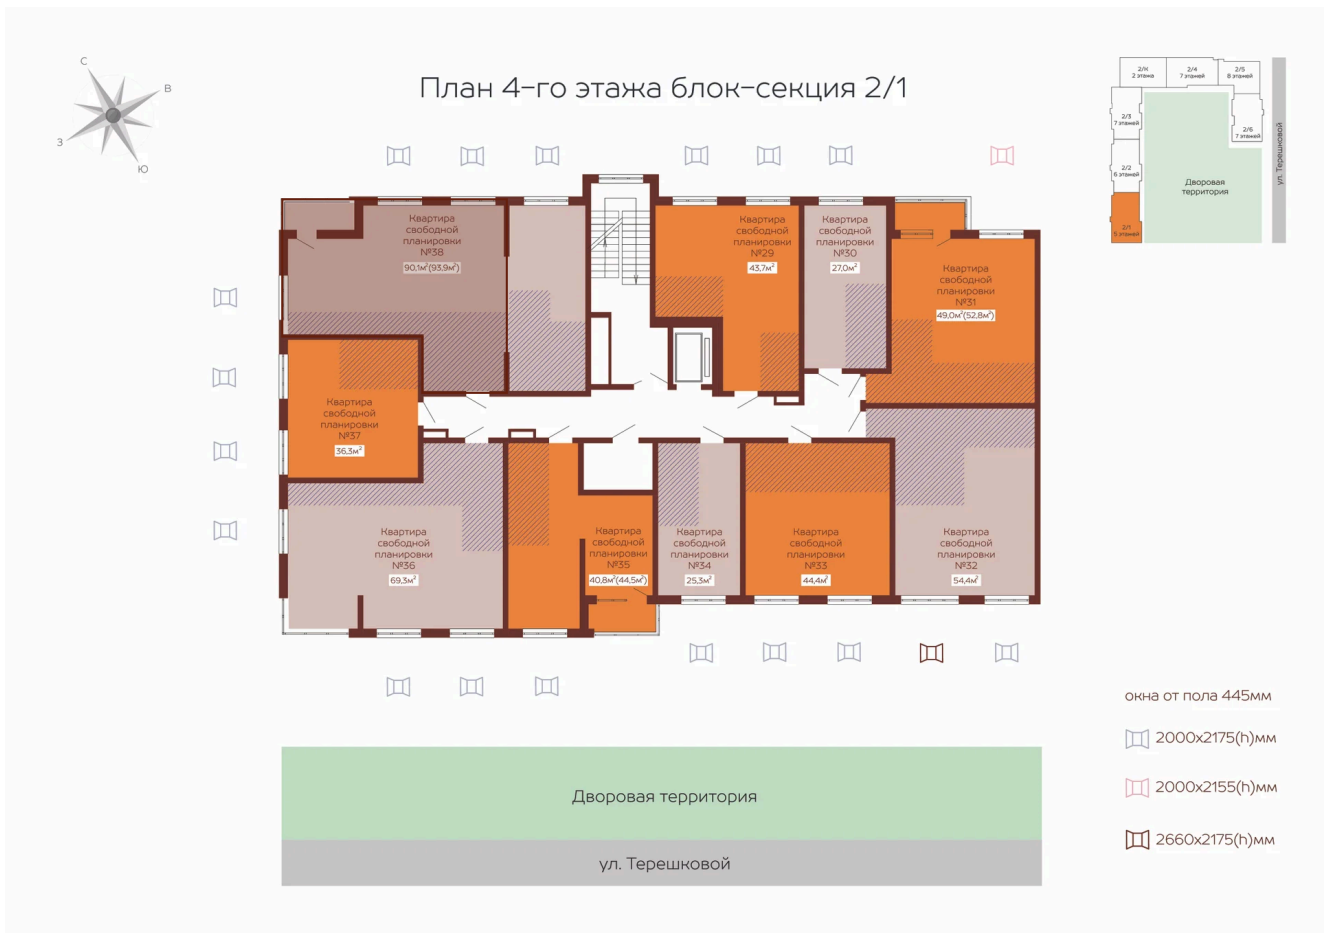 План 4-го этажа блок-секция 2/1
С
В
З
Ю
2/К
2 этажа
2/4
7 этажей
2/5
8 этажей
2/3
7 этажей
2/6
7 этажей
2/2
6 этажей
2/1
5 этажей
Дворовая
территория
ул. Терешковой
Квартира
свободной
планировки
№38
90,1м²(93,9м²)
Квартира
свободной
планировки
№29
43,7м²
Квартира
свободной
планировки
№30
27,0м²
Квартира
свободной
планировки
№31
49,0м²(52,8м²)
Квартира
свободной
планировки
№37
36,3м²
Квартира
свободной
планировки
№36
69,3м²
Квартира
свободной
планировки
№35
40,8м²(44,5м²)
Квартира
свободной
планировки
№34
25,3м²
Квартира
свободной
планировки
№33
44,4м²
Квартира
свободной
планировки
№32
54,4м²
окна от пола 445мм
2000х2175(h)мм
2000х2155(h)мм
2660х2175(h)мм
Дворовая территория
ул. Терешковой